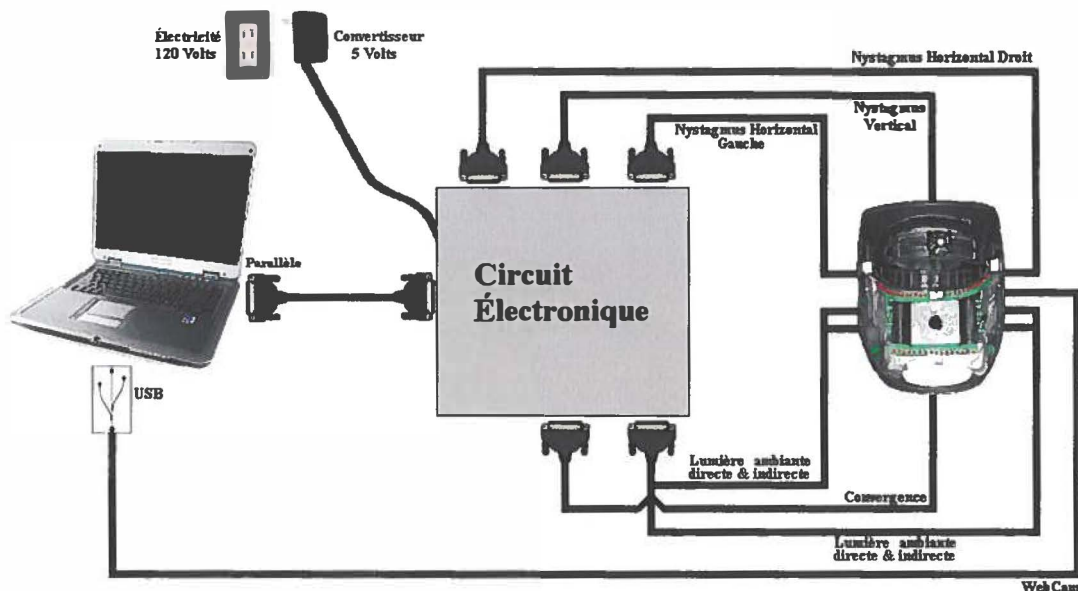 Électricité
120 Volts
Convertisseur
5 Volts
Nystagmus Horizontal Droit
Nystagmus
Vertical
Nystagmus Horizontal
Gauche
Parallèle
Circuit
Électronique
USB
Lumière ambiante
directe & indirecte
Convergence
Lumière ambiante
directe & indirecte
WebCam